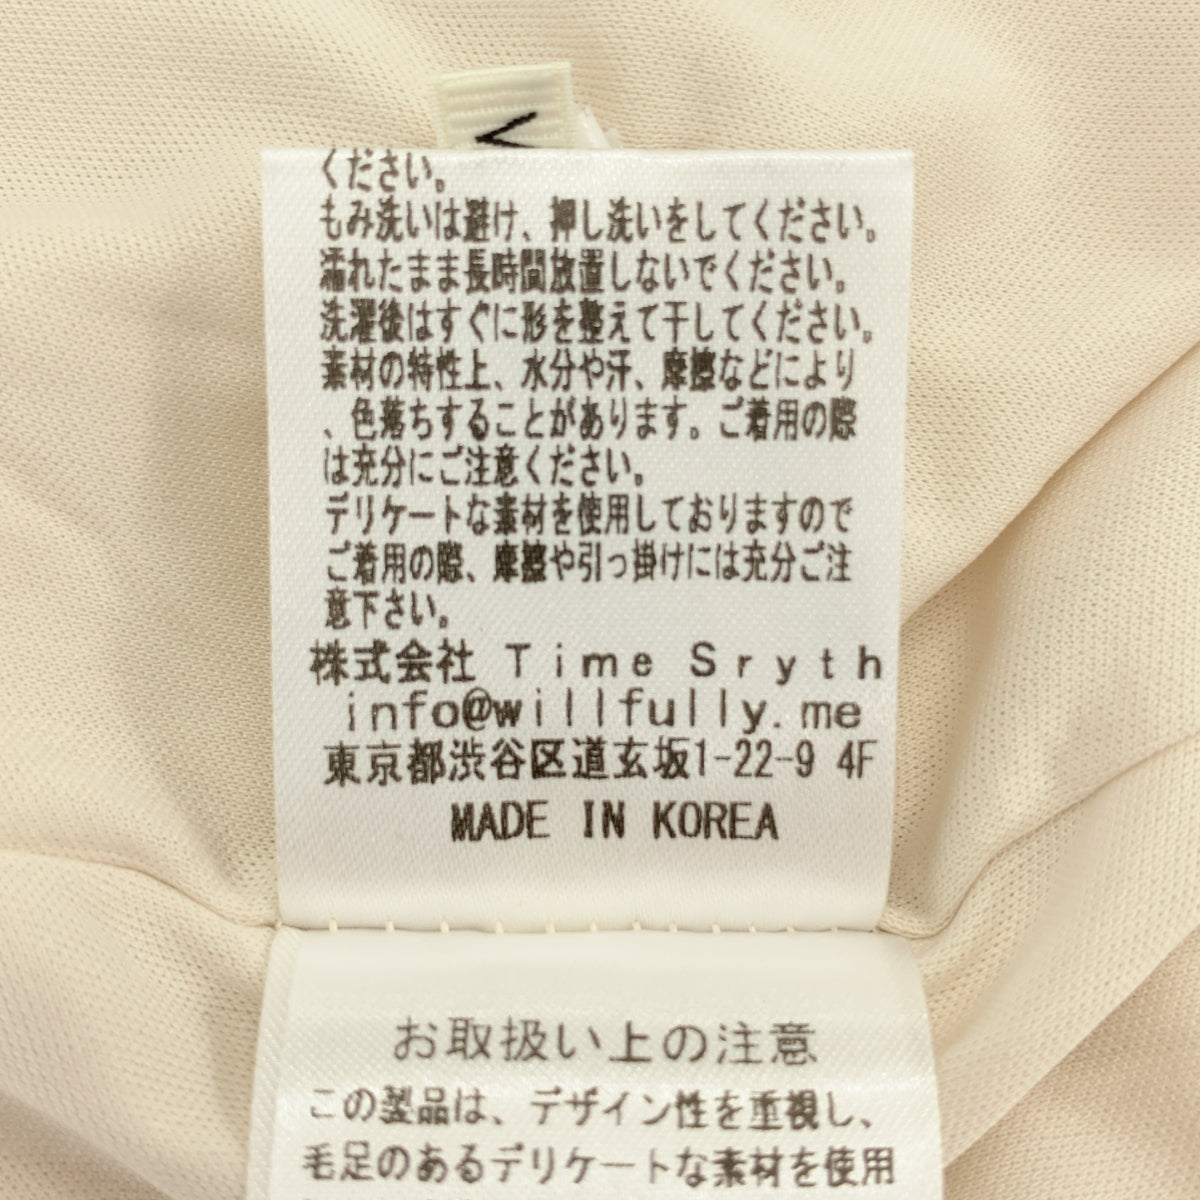 ください。
もみ洗いは避け、押し洗いをしてください。
濡れたまま長時間放置しないでください。
洗濯後はすぐに形を整えて干してください。
素材の特性上、水分や汗、摩擦などにより
、色落ちすることがあります。ご着用の際
は充分にご注意ください。
デリケートな素材を使用しておりますので
ご着用の際、摩擦や引っ掛けには充分ご注
意下さい。
株式会社 Time Sryth
info@willfully.me
東京都渋谷区道玄坂1-22-9 4F
MADE IN KOREA
お取扱い上の注意
この製品は、デザイン性を重視し、
毛足のあるデリケートな素材を使用